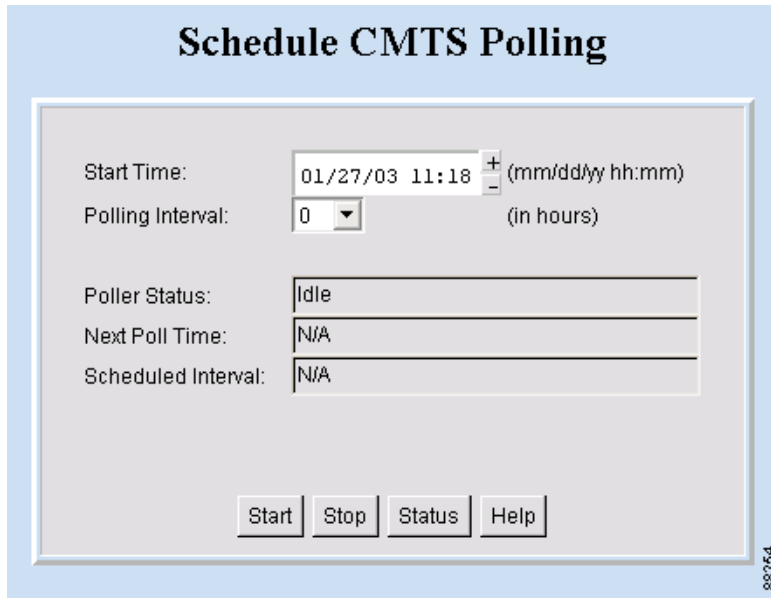 Schedule CMTS Polling
Start Time: 01/27/03 11:18 + - (mm/dd/yy hh:mm)
Polling Interval: 0 (in hours)
Poller Status: Idle
Next Poll Time: N/A
Scheduled Interval: N/A
Start Stop Status Help
88254